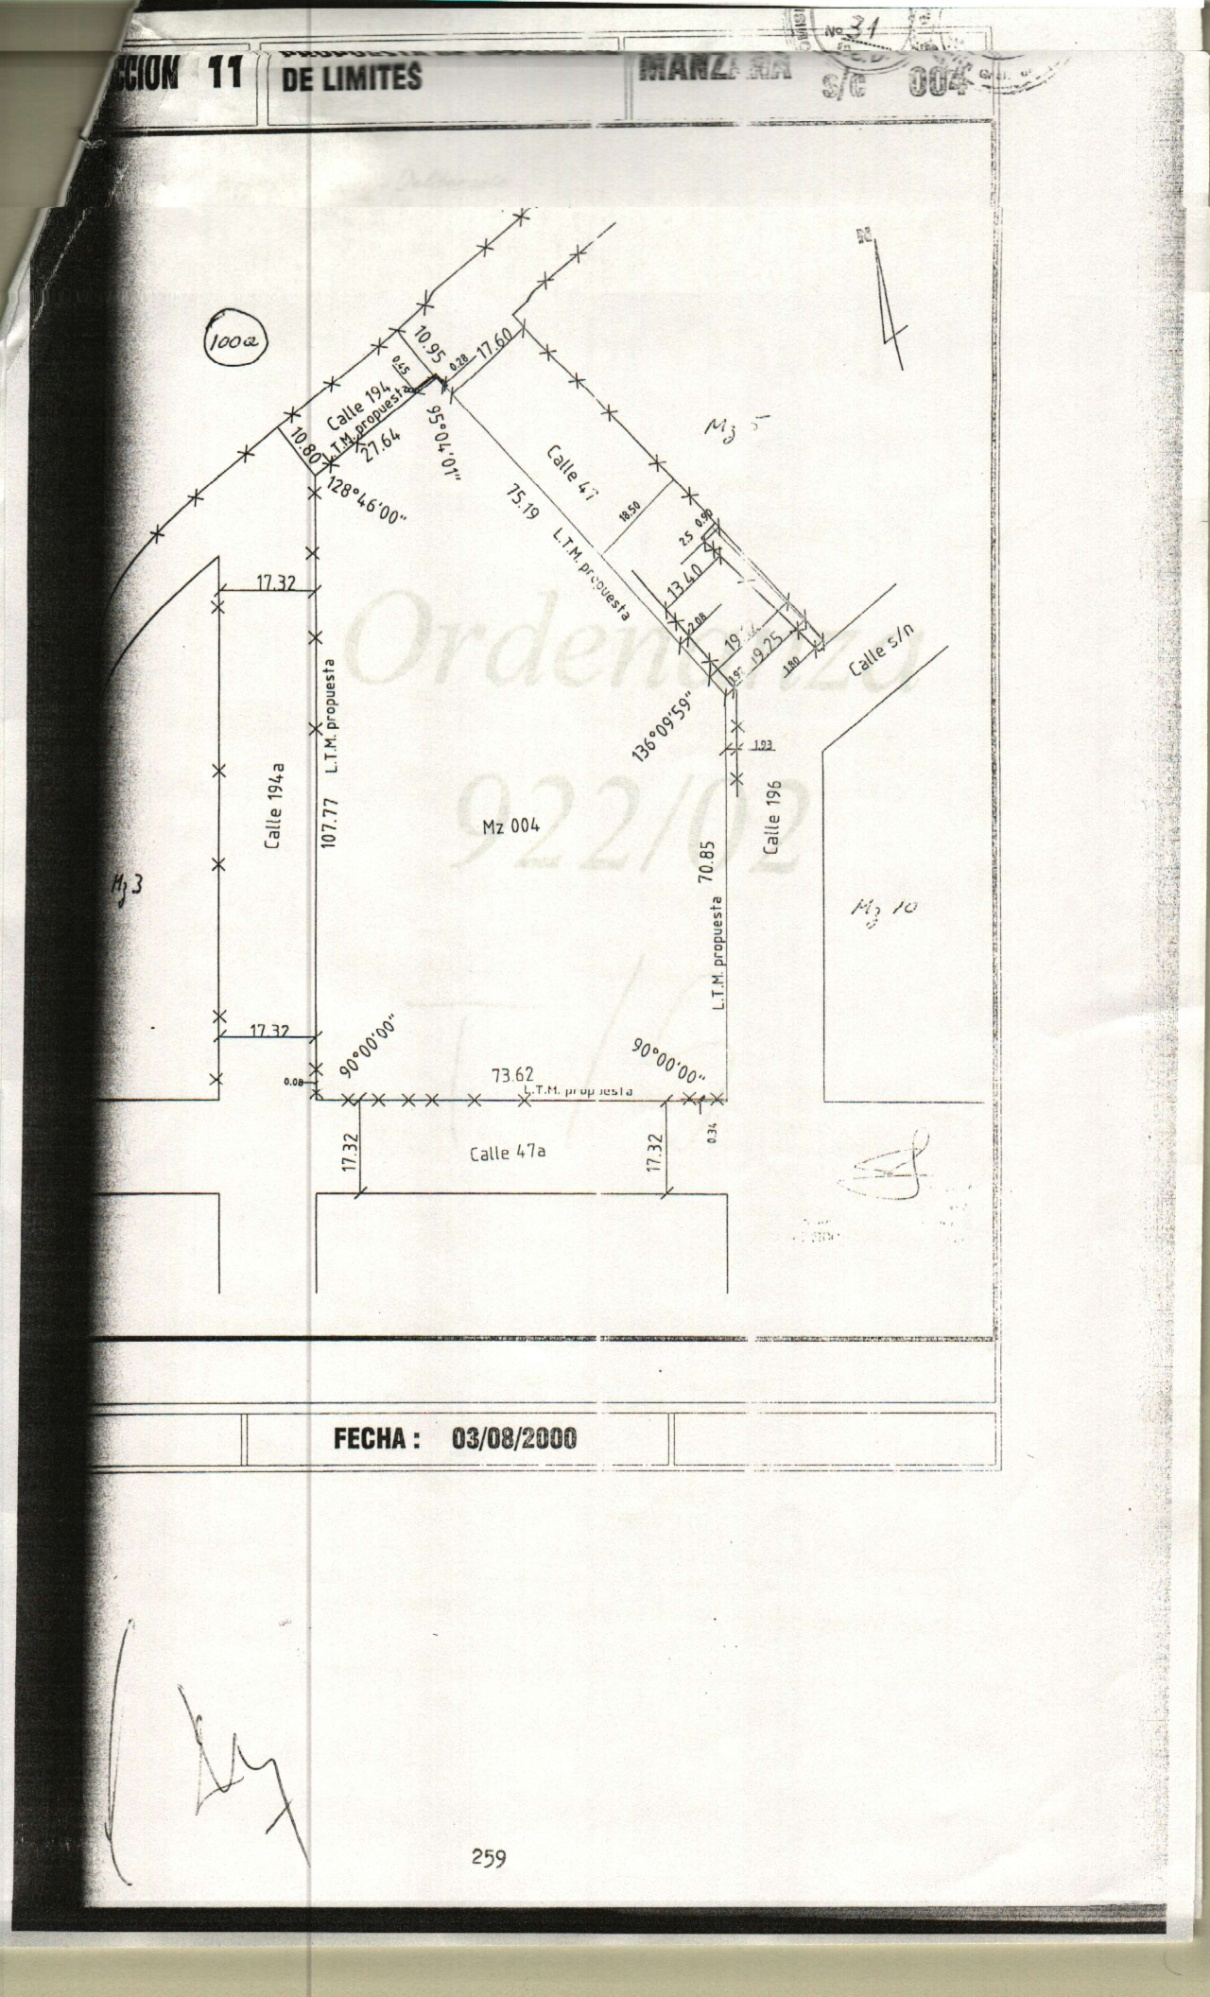 CCION 11
PROPUESTA DE
DE LIMITES
MANZANA
S/C 004
Nº 31
N
100a
10.95
0.28
17.60
0.45
Calle 194
L.T.M. propuesta
27.64
10.80
95°04'01"
128°46'00"
Mz 5
Calle 47
75.19
L.T.M. propuesta
18.50
2.5
0.90
13.40
2.08
19.25
1.80
Calle s/n
17.32
L.T.M. propuesta
107.77
Calle 194a
136°09'59"
1.93
Calle 196
70.85
L.T.M. propuesta
Mz 004
Mz 3
Mz 10
Ordenanza
922/02
17.32
0.08
90°00'00"
90°00'00"
73.62
L.T.M. propuesta
17.32
Calle 47a
17.32
0.34
FECHA : 03/08/2000
259